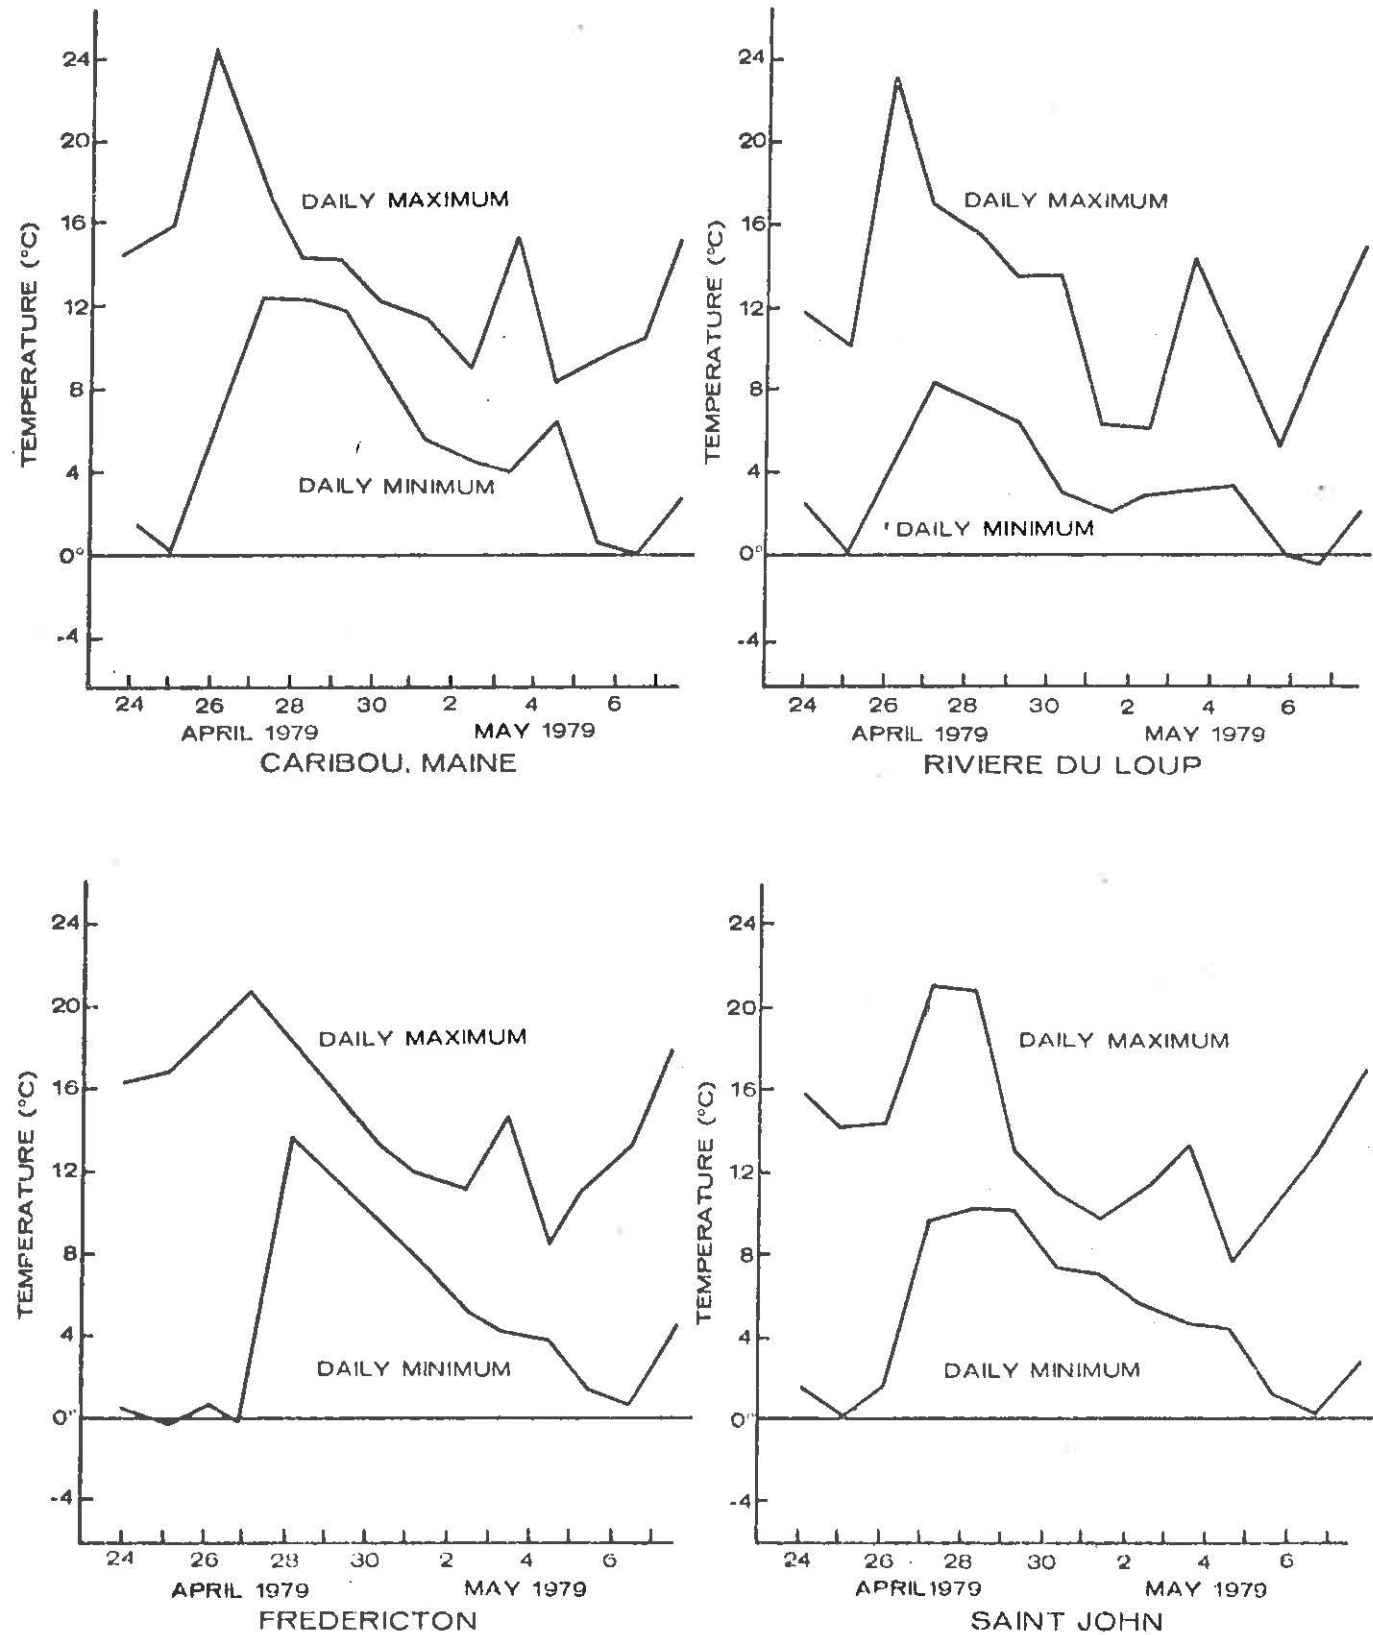 24
20
16
12
8
4
0°
-4
TEMPERATURE (°C)
DAILY MAXIMUM
DAILY MINIMUM
24 26 28 30 2 4 6
APRIL 1979 MAY 1979
CARIBOU, MAINE
24
20
16
12
8
4
0°
-4
TEMPERATURE (°C)
DAILY MAXIMUM
DAILY MINIMUM
24 26 28 30 2 4 6
APRIL 1979 MAY 1979
RIVIERE DU LOUP
24
20
16
12
8
4
0°
-4
TEMPERATURE (°C)
DAILY MAXIMUM
DAILY MINIMUM
24 26 28 30 2 4 6
APRIL 1979 MAY 1979
FREDERICTON
24
20
16
12
8
4
0°
-4
TEMPERATURE (°C)
DAILY MAXIMUM
DAILY MINIMUM
24 26 28 30 2 4 6
APRIL 1979 MAY 1979
SAINT JOHN